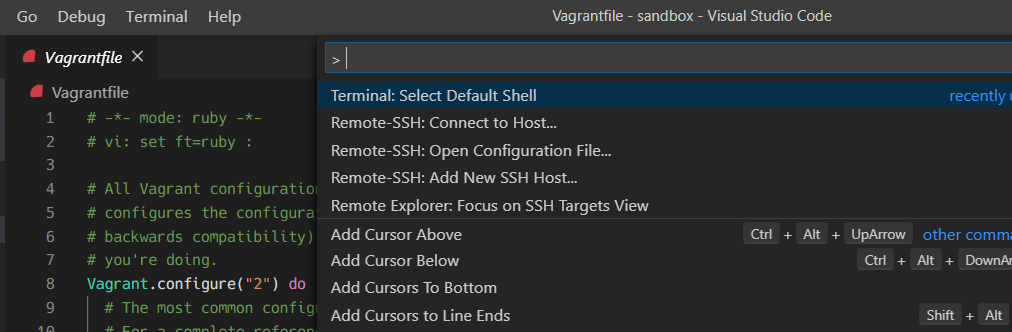 Go Debug Terminal Help Vagrantfile - sandbox - Visual Studio Code
Vagrantfile
>
Vagrantfile
Terminal: Select Default Shell recently
Remote-SSH: Connect to Host...
Remote-SSH: Open Configuration File...
Remote-SSH: Add New SSH Host...
Remote Explorer: Focus on SSH Targets View
Add Cursor Above Ctrl + Alt + UpArrow other
Add Cursor Below Ctrl + Alt +
Add Cursors To Bottom
Add Cursors to Line Ends Shift + Alt
1 # -*- mode: ruby -*-
2 # vi: set ft=ruby :
3
4 # All Vagrant configuration
5 # configures the
6 # backwards compatibility)
7 # you're doing.
8 Vagrant.configure("2") do
9 # The most common
10 # For a complete